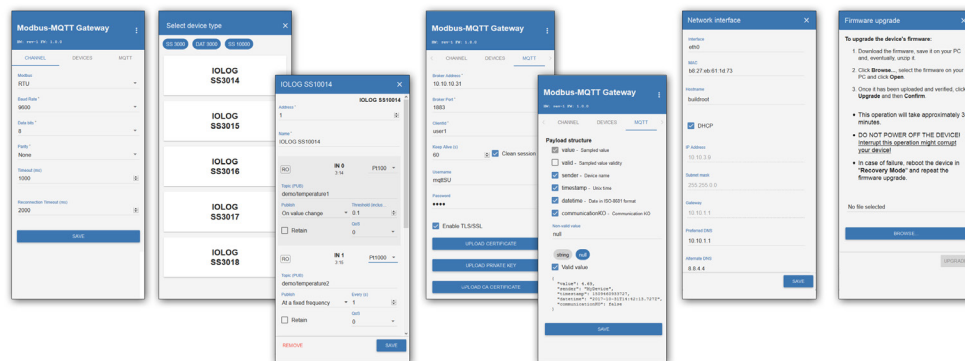 Modbus-MQTT Gateway
CHANNEL DEVICES MQTT
Modbus
RTU
Baud Rate *
9600
Data bits *
8
Parity *
None
Timeout (ms)
1000
Reconnection Timeout (ms)
2000
SAVE
Select device type
SS 3000 DAT 3000 SS 10000
IOLOG
SS3014
IOLOG
SS3015
IOLOG
SS3016
IOLOG
SS3017
IOLOG
SS3018
IOLOG SS10014
IOLOG SS10014
Address *
1
Name *
IOLOG SS10014
RO
IN 0
3:14
Pt100
Topic (PUB)
demo/temperature1
Publish
On value change
0.1
Retain
QoS
0
RO
IN 1
3:15
Pt1000
Topic (PUB)
demo/temperature2
Publish
At a fixed frequency
Every (s)
1
Retain
QoS
0
REMOVE
SAVE
Modbus-MQTT Gateway
CHANNEL DEVICES MQTT
Broker Address *
10.10.10.31
Broker Port *
1883
ClientId *
user1
Keep Alive (s)
60
Clean session
Username
mqttSU
Password
Enable TLS/SSL
UPLOAD CERTIFICATE
UPLOAD PRIVATE KEY
UPLOAD CA CERTIFICATE
Modbus-MQTT Gateway
CHANNEL DEVICES MQTT
Payload structure
value - Sampled value
valid - Sampled value validity
sender - Device name
timestamp - Unix time
datetime - Data in ISO-8601 format
communicationKO - Communication KO
Non valid value
null
string null
Valid value
{
"value": 4.89,
"sender": "MyDevice",
"communicationKO": false
}
SAVE
Network interface
Interface
eth0
MAC
b8:27:eb:61:1d:73
Hostname
buildroot
DHCP
IP Address
10.10.3.9
Subnet mask
255.255.0.0
Gateway
10.10.1.1
Preferred DNS
10.10.1.1
Alternate DNS
8.8.4.4
SAVE
Firmware upgrade
To upgrade the device's firmware:
1. Download the firmware, save it on your PC
and, eventually, unzip it.
2. Click Browse..., select the firmware on your
PC and click Open.
3. Once it has been uploaded and verified, click
Upgrade and then Confirm.
• This operation will take approximately 3
minutes.
• DO NOT POWER OFF THE DEVICE!
Interrupt this operation might corrupt
your device!
• In case of failure, reboot the device in
"Recovery Mode" and repeat the
firmware upgrade.
No file selected
BROWSE...
UPGRADE